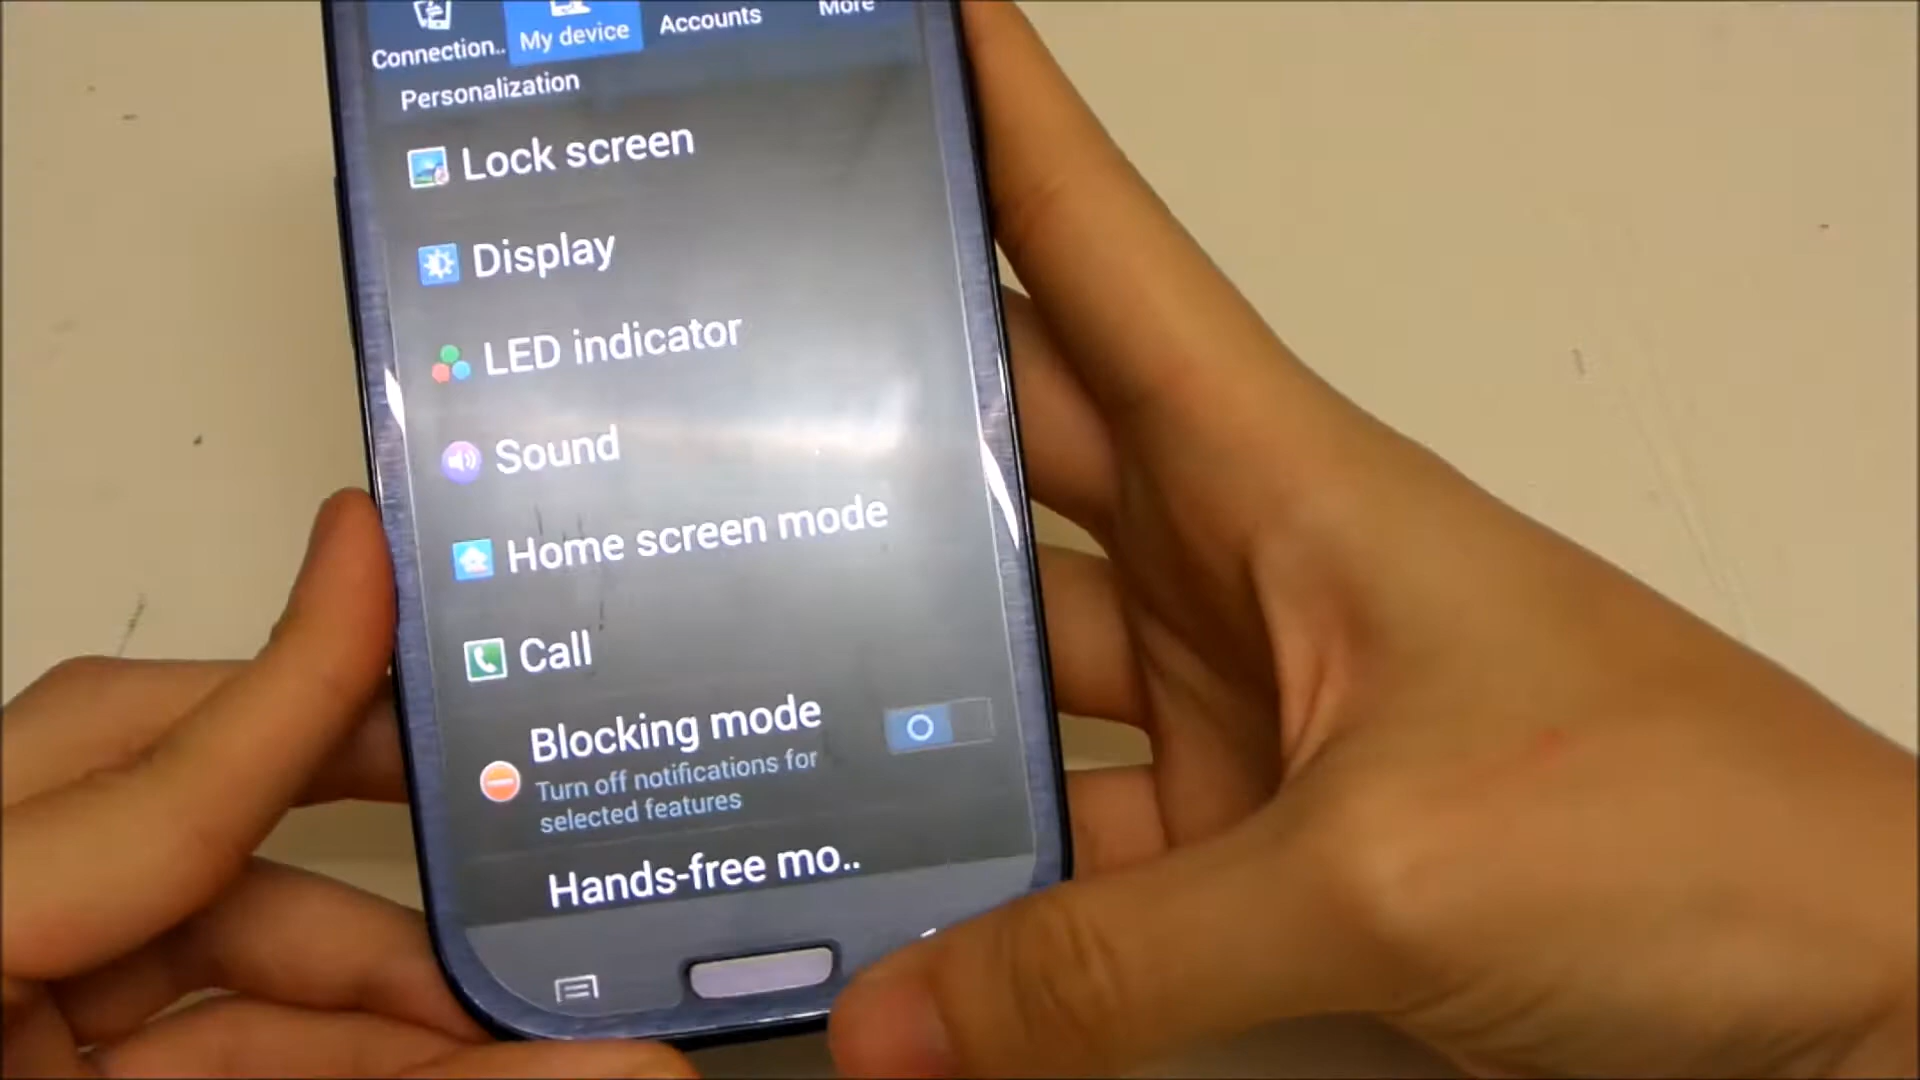 Connection..
My device
Accounts
More
Personalization
Lock screen
Display
LED indicator
Sound
Home screen mode
Call
Blocking mode
Turn off notifications for
selected features
Hands-free mo..